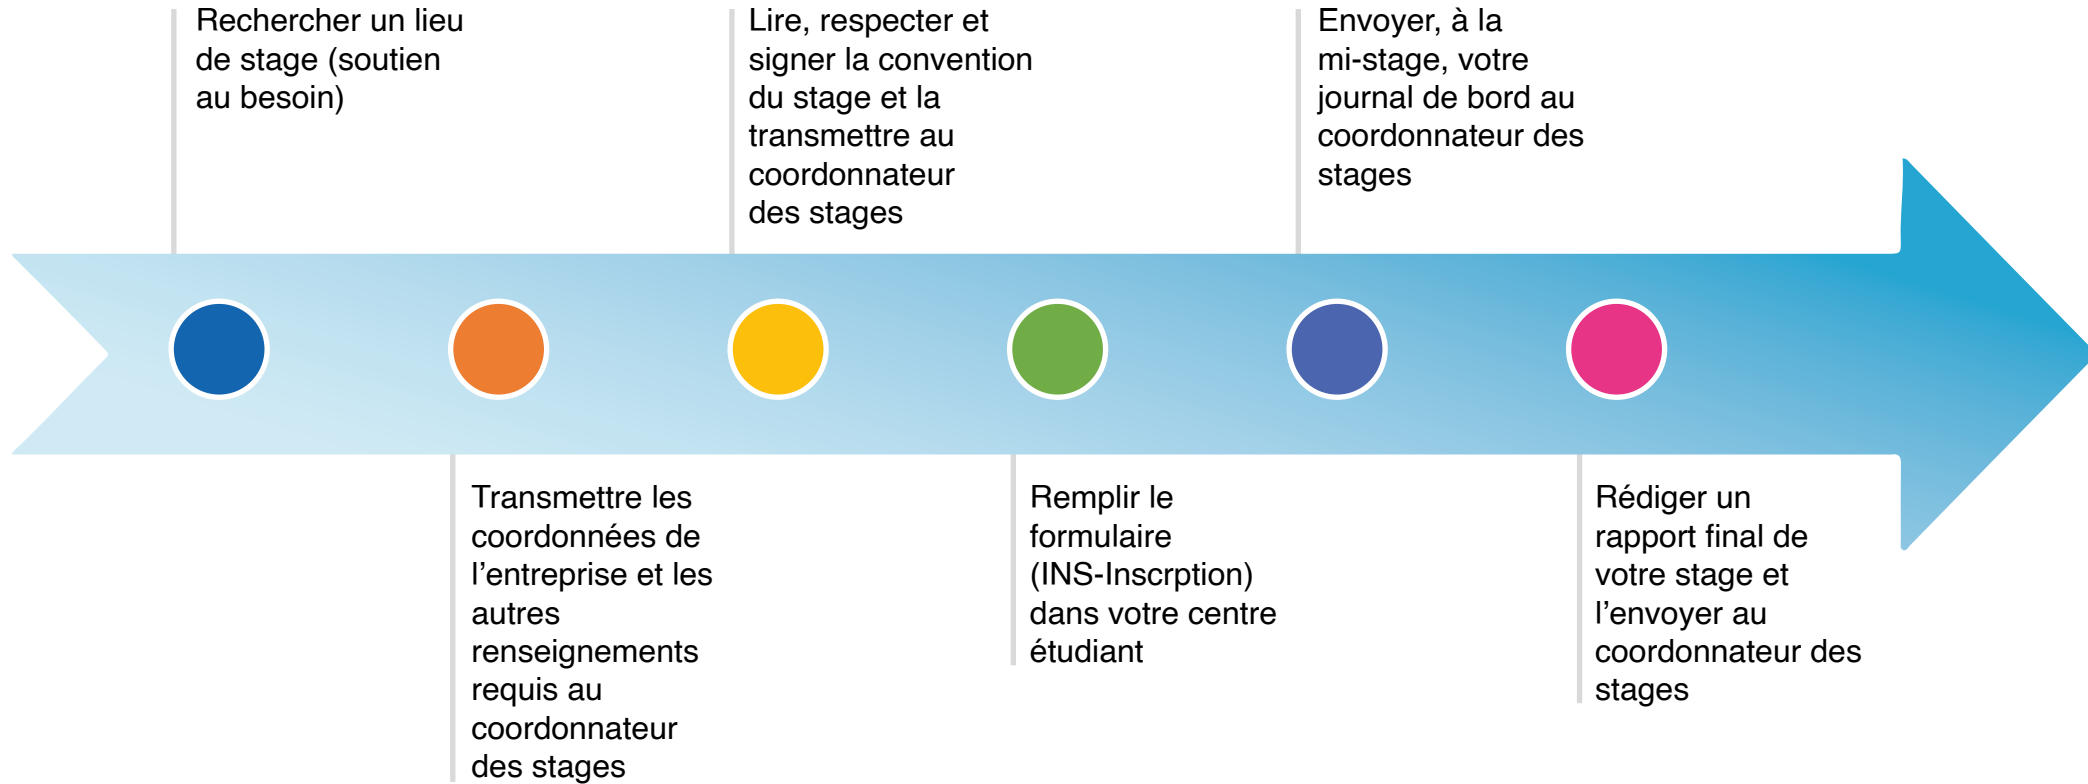 Rechercher un lieu
de stage (soutien
au besoin)
Transmettre les
coordonnées de
l'entreprise et les
autres
renseignements
requis au
coordonnateur
des stages
Lire, respecter et
signer la convention
du stage et la
transmettre au
coordonnateur
des stages
Remplir le
formulaire
(INS-Inscrption)
dans votre centre
étudiant
Envoyer, à la
mi-stage, votre
journal de bord au
coordonnateur des
stages
Rédiger un
rapport final de
votre stage et
l'envoyer au
coordonnateur des
stages